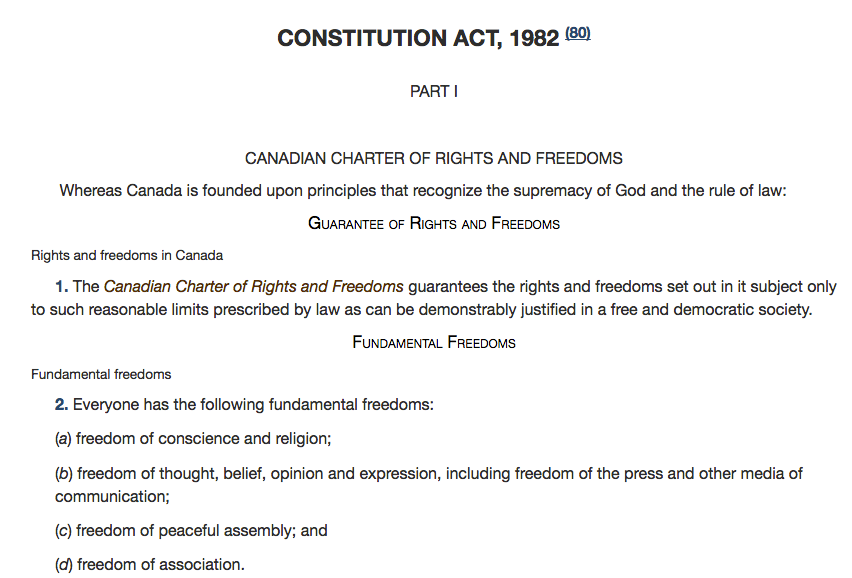 CONSTITUTION ACT, 1982 (80)
PART I
CANADIAN CHARTER OF RIGHTS AND FREEDOMS
Whereas Canada is founded upon principles that recognize the supremacy of God and the rule of law:
GUARANTEE OF RIGHTS AND FREEDOMS
Rights and freedoms in Canada
1. The Canadian Charter of Rights and Freedoms guarantees the rights and freedoms set out in it subject only
to such reasonable limits prescribed by law as can be demonstrably justified in a free and democratic society.
FUNDAMENTAL FREEDOMS
Fundamental freedoms
2. Everyone has the following fundamental freedoms:
(a) freedom of conscience and religion;
(b) freedom of thought, belief, opinion and expression, including freedom of the press and other media of
communication;
(c) freedom of peaceful assembly; and
(d) freedom of association.